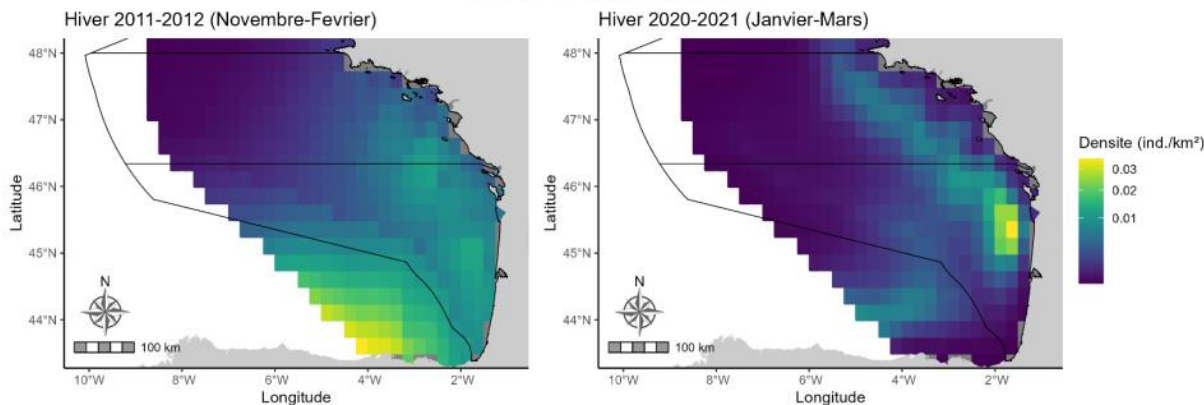 Hiver 2011-2012 (Novembre-Fevrier)
48°N
47°N
46°N
45°N
44°N
Latitude
N
100 km
10°W
8°W
6°W
4°W
2°W
Longitude
Hiver 2020-2021 (Janvier-Mars)
48°N
47°N
46°N
45°N
44°N
Latitude
N
100 km
10°W
8°W
6°W
4°W
2°W
Longitude
Densite (ind./km²)
0.03
0.02
0.01